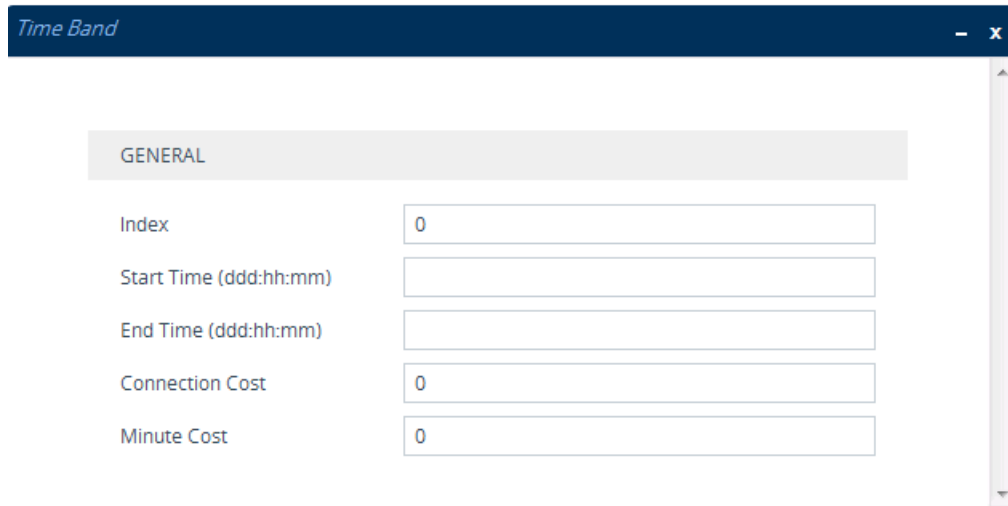 Time Band
– x
GENERAL
Index 0
Start Time (ddd:hh:mm)
End Time (ddd:hh:mm)
Connection Cost 0
Minute Cost 0